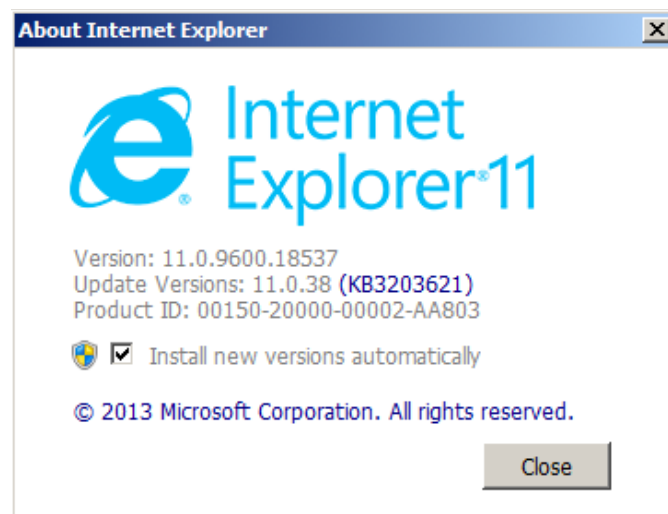 About Internet Explorer
Internet
Explorer®11
Version: 11.0.9600.18537
Update Versions: 11.0.38 (KB3203621)
Product ID: 00150-20000-00002-AA803
Install new versions automatically
© 2013 Microsoft Corporation. All rights reserved.
Close